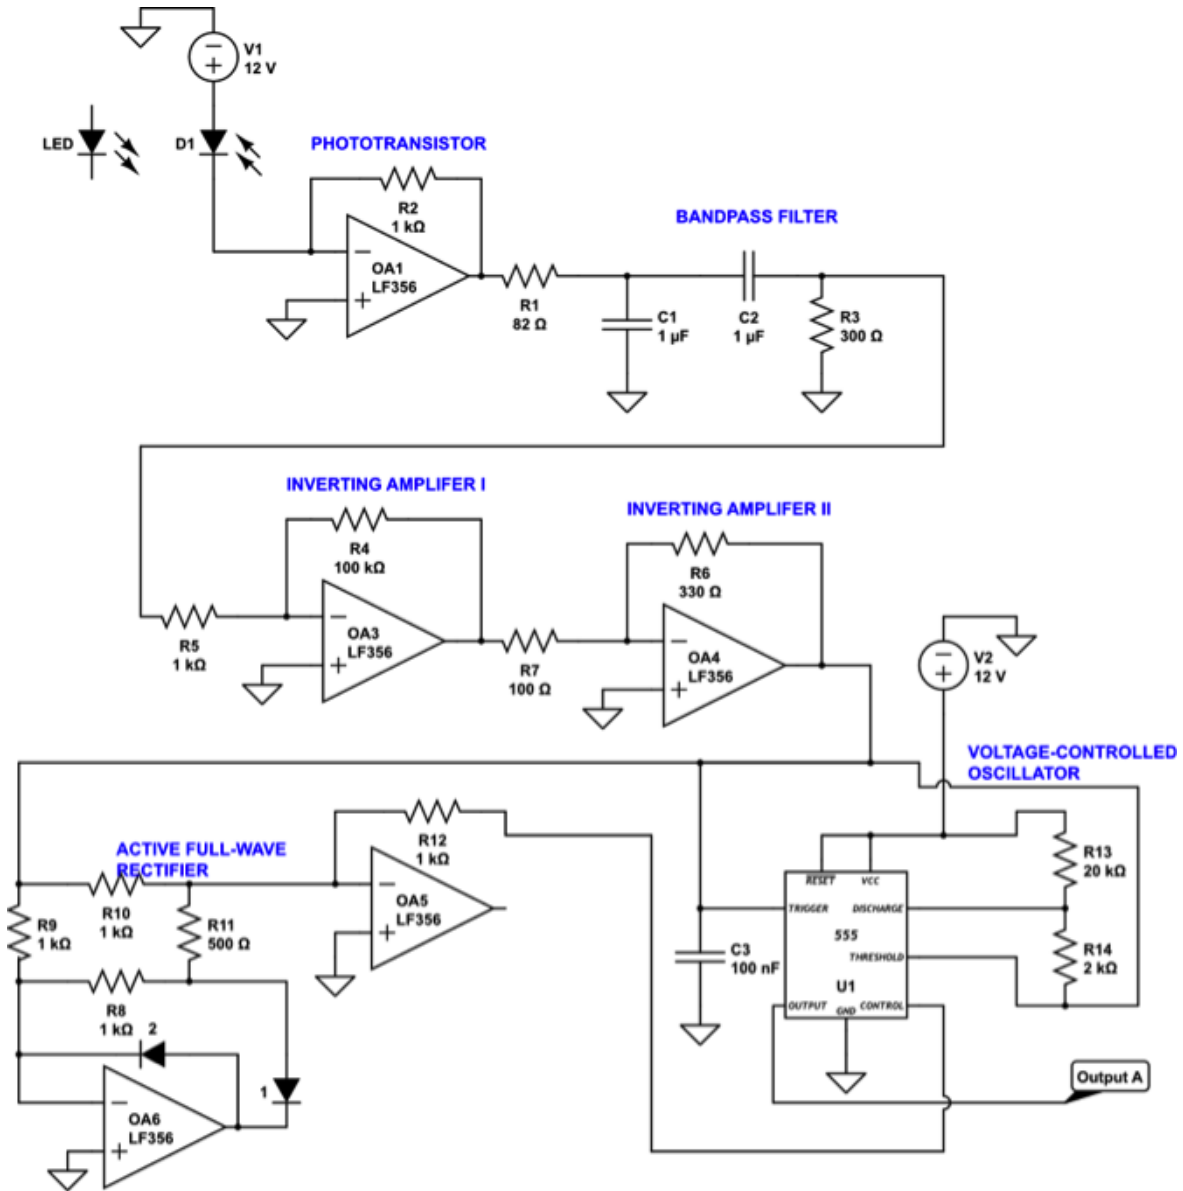 V1
12 V
LED
D1
PHOTOTRANSISTOR
R2
1 kΩ
OA1
LF356
BANDPASS FILTER
R1
82 Ω
C1
1 µF
C2
1 µF
R3
300 Ω
INVERTING AMPLIFER I
INVERTING AMPLIFER II
R4
100 kΩ
R6
330 Ω
R5
1 kΩ
OA3
LF356
R7
100 Ω
OA4
LF356
V2
12 V
VOLTAGE-CONTROLLED
OSCILLATOR
ACTIVE FULL-WAVE
RECTIFIER
R12
1 kΩ
R9
1 kΩ
R10
1 kΩ
R11
500 Ω
OA5
LF356
R13
20 kΩ
RESET
VCC
TRIGGER
DISCHARGE
555
THRESHOLD
U1
OUTPUT
GND
CONTROL
C3
100 nF
R14
2 kΩ
R8
1 kΩ
2
1
OA6
LF356
Output A